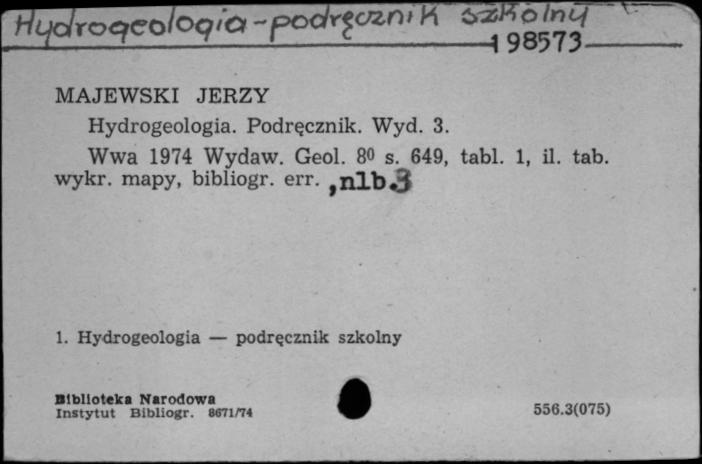 Hydrogeologia-podręcznik szkolny
198573
MAJEWSKI JERZY
Hydrogeologia. Podręcznik. Wyd. 3.
Wwa 1974 Wydaw. Geol. 8⁰ s. 649, tabl. 1, il. tab.
wykr. mapy, bibliogr. err. ,nlb.3
1. Hydrogeologia — podręcznik szkolny
Biblioteka Narodowa
Instytut Bibliogr. 8671/74
556.3(075)